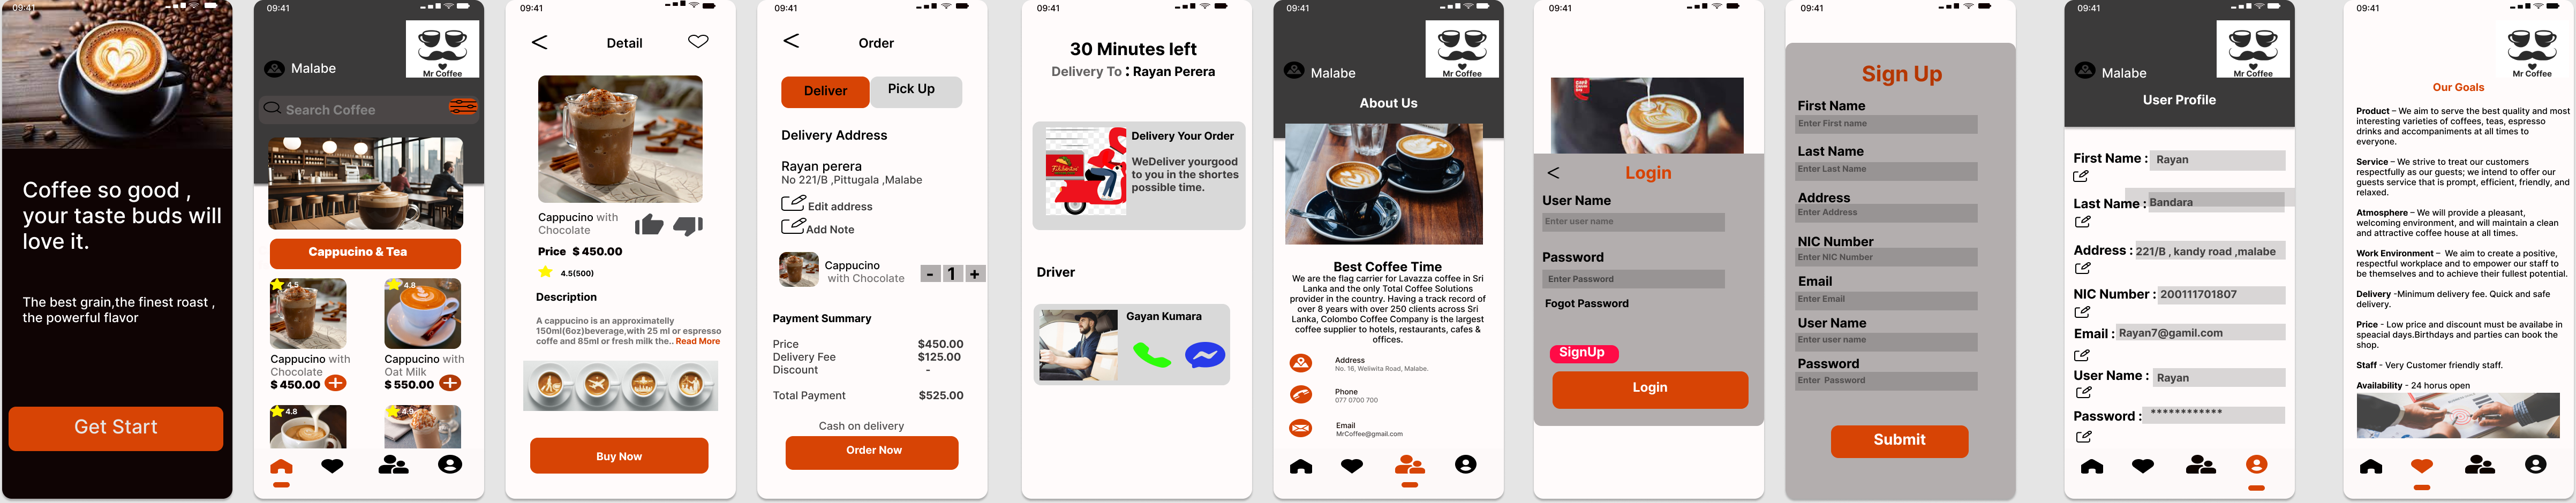 09:41
Coffee so good ,
your taste buds will
love it.
The best grain,the finest roast ,
the powerful flavor
Get Start
09:41
Mr Coffee
Malabe
Search Coffee
Cappucino & Tea
4.5
4.8
Cappucino with
Chocolate
$ 450.00
Cappucino with
Oat Milk
$ 550.00
4.8
4.9
09:41
Detail
Cappucino with
Chocolate
Price $ 450.00
4.5(500)
Description
A cappucino is an approximatelly
150ml(6oz)beverage,with 25 ml or espresso
coffe and 85ml or fresh milk the.. Read More
Buy Now
09:41
Order
Deliver
Pick Up
Delivery Address
Rayan perera
No 221/B ,Pittugala ,Malabe
Edit address
Add Note
Cappucino
with Chocolate
- 1 +
Payment Summary
Price $450.00
Delivery Fee $125.00
Discount -
Total Payment $525.00
Cash on delivery
Order Now
09:41
30 Minutes left
Delivery To : Rayan Perera
Delivery Your Order
WeDeliver yourgood
to you in the shortes
possible time.
Driver
Gayan Kumara
09:41
Mr Coffee
Malabe
About Us
Best Coffee Time
We are the flag carrier for Lavazza coffee in Sri
Lanka and the only Total Coffee Solutions
provider in the country. Having a track record of
over 8 years with over 250 clients across Sri
Lanka, Colombo Coffee Company is the largest
coffee supplier to hotels, restaurants, cafes &
offices.
Address
No. 16, Weliwita Road, Malabe.
Phone
077 0700 700
Email
MrCoffee@gmail.com
09:41
Login
User Name
Enter user name
Password
Enter Password
Fogot Password
SignUp
Login
09:41
Sign Up
First Name
Enter First name
Last Name
Enter Last Name
Address
Enter Address
NIC Number
Enter NIC Number
Email
Enter Email
User Name
Enter user name
Password
Enter Password
Submit
09:41
Mr Coffee
Malabe
User Profile
First Name : Rayan
Last Name : Bandara
Address : 221/B , kandy road ,malabe
NIC Number : 200111701807
Email : Rayan7@gamil.com
User Name : Rayan
Password : ************
09:41
Mr Coffee
Our Goals
Product – We aim to serve the best quality and most
interesting varieties of coffees, teas, espresso
drinks and accompaniments at all times to
everyone.
Service – We strive to treat our customers
respectfully as our guests; we intend to offer our
guests service that is prompt, efficient, friendly, and
relaxed.
Atmosphere – We will provide a pleasant,
welcoming environment, and will maintain a clean
and attractive coffee house at all times.
Work Environment – We aim to create a positive,
respectful workplace and to empower our staff to
be themselves and to achieve their fullest potential.
Delivery -Minimum delivery fee. Quick and safe
delivery.
Price - Low price and discount must be availabe in
speacial days.Birthdays and parties can book the
shop.
Staff - Very Customer friendly staff.
Availability - 24 horus open